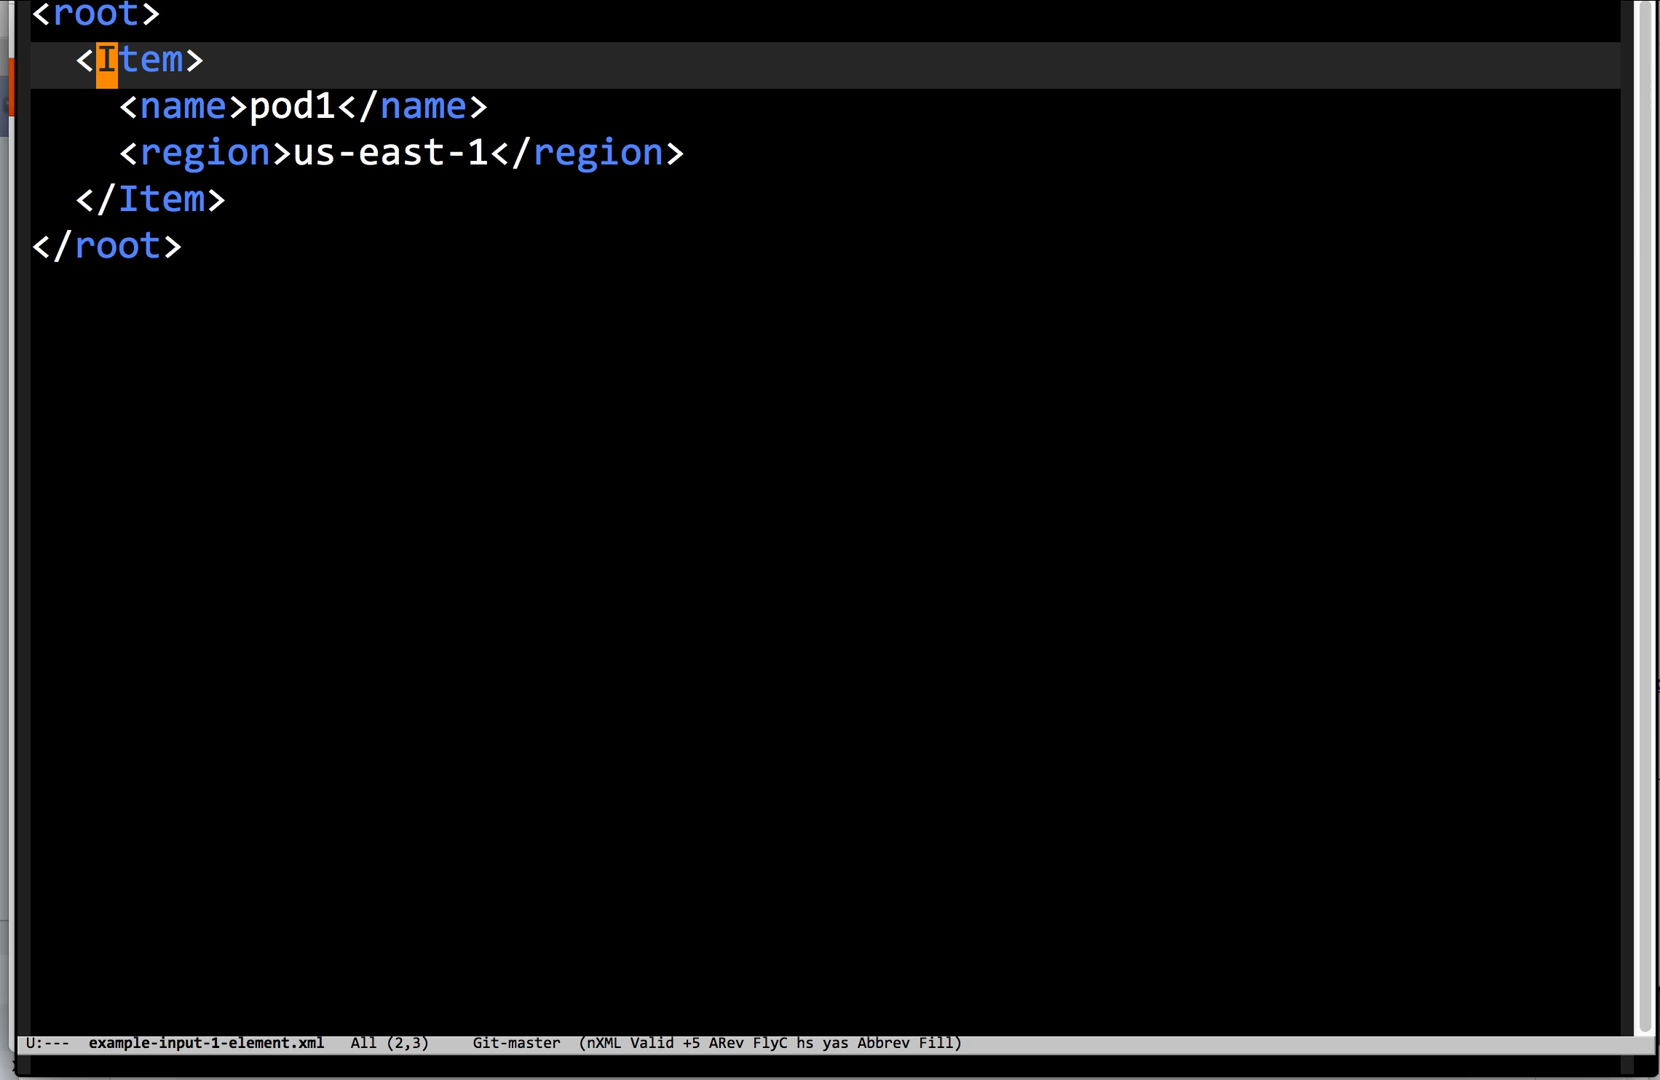 <root>
  <Item>
    <name>pod1</name>
    <region>us-east-1</region>
  </Item>
</root>
U:--- example-input-1-element.xml All (2,3) Git-master (nXML Valid +5 ARev FlyC hs yas Abbrev Fill)